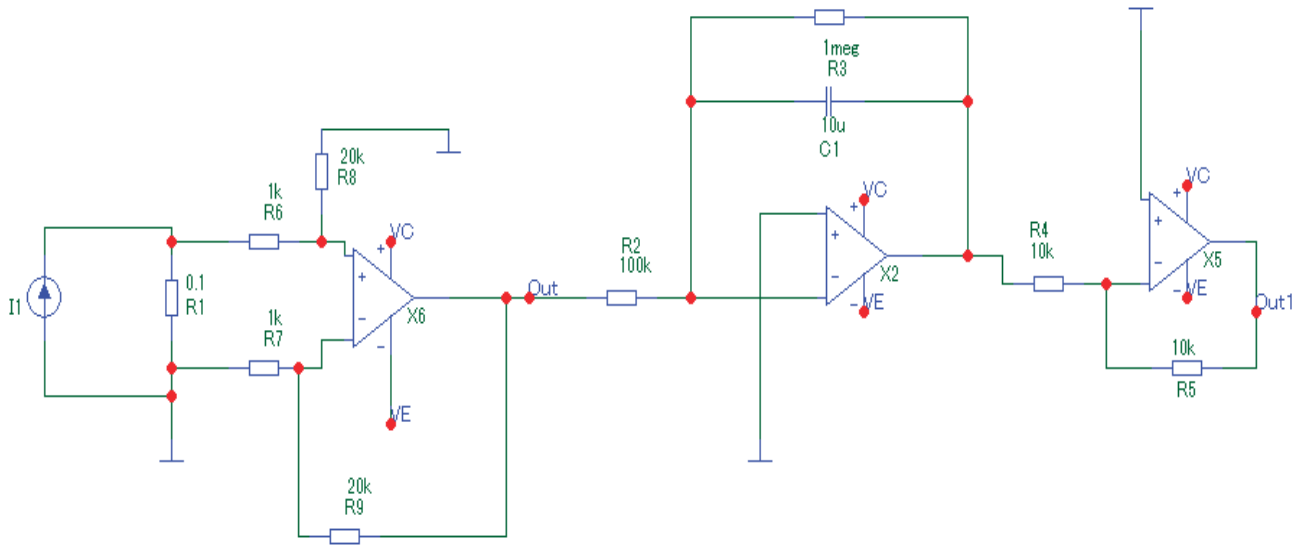 1meg
R3
10u
C1
20k
R8
1k
R6
VC
VC
VC
R2
100k
R4
10k
+
+
+
+
+
+
−
−
−
−
−
−
0.1
R1
I1
1k
R7
Out
X6
X2
X5
VE
VE
VE
Out1
10k
R5
20k
R9